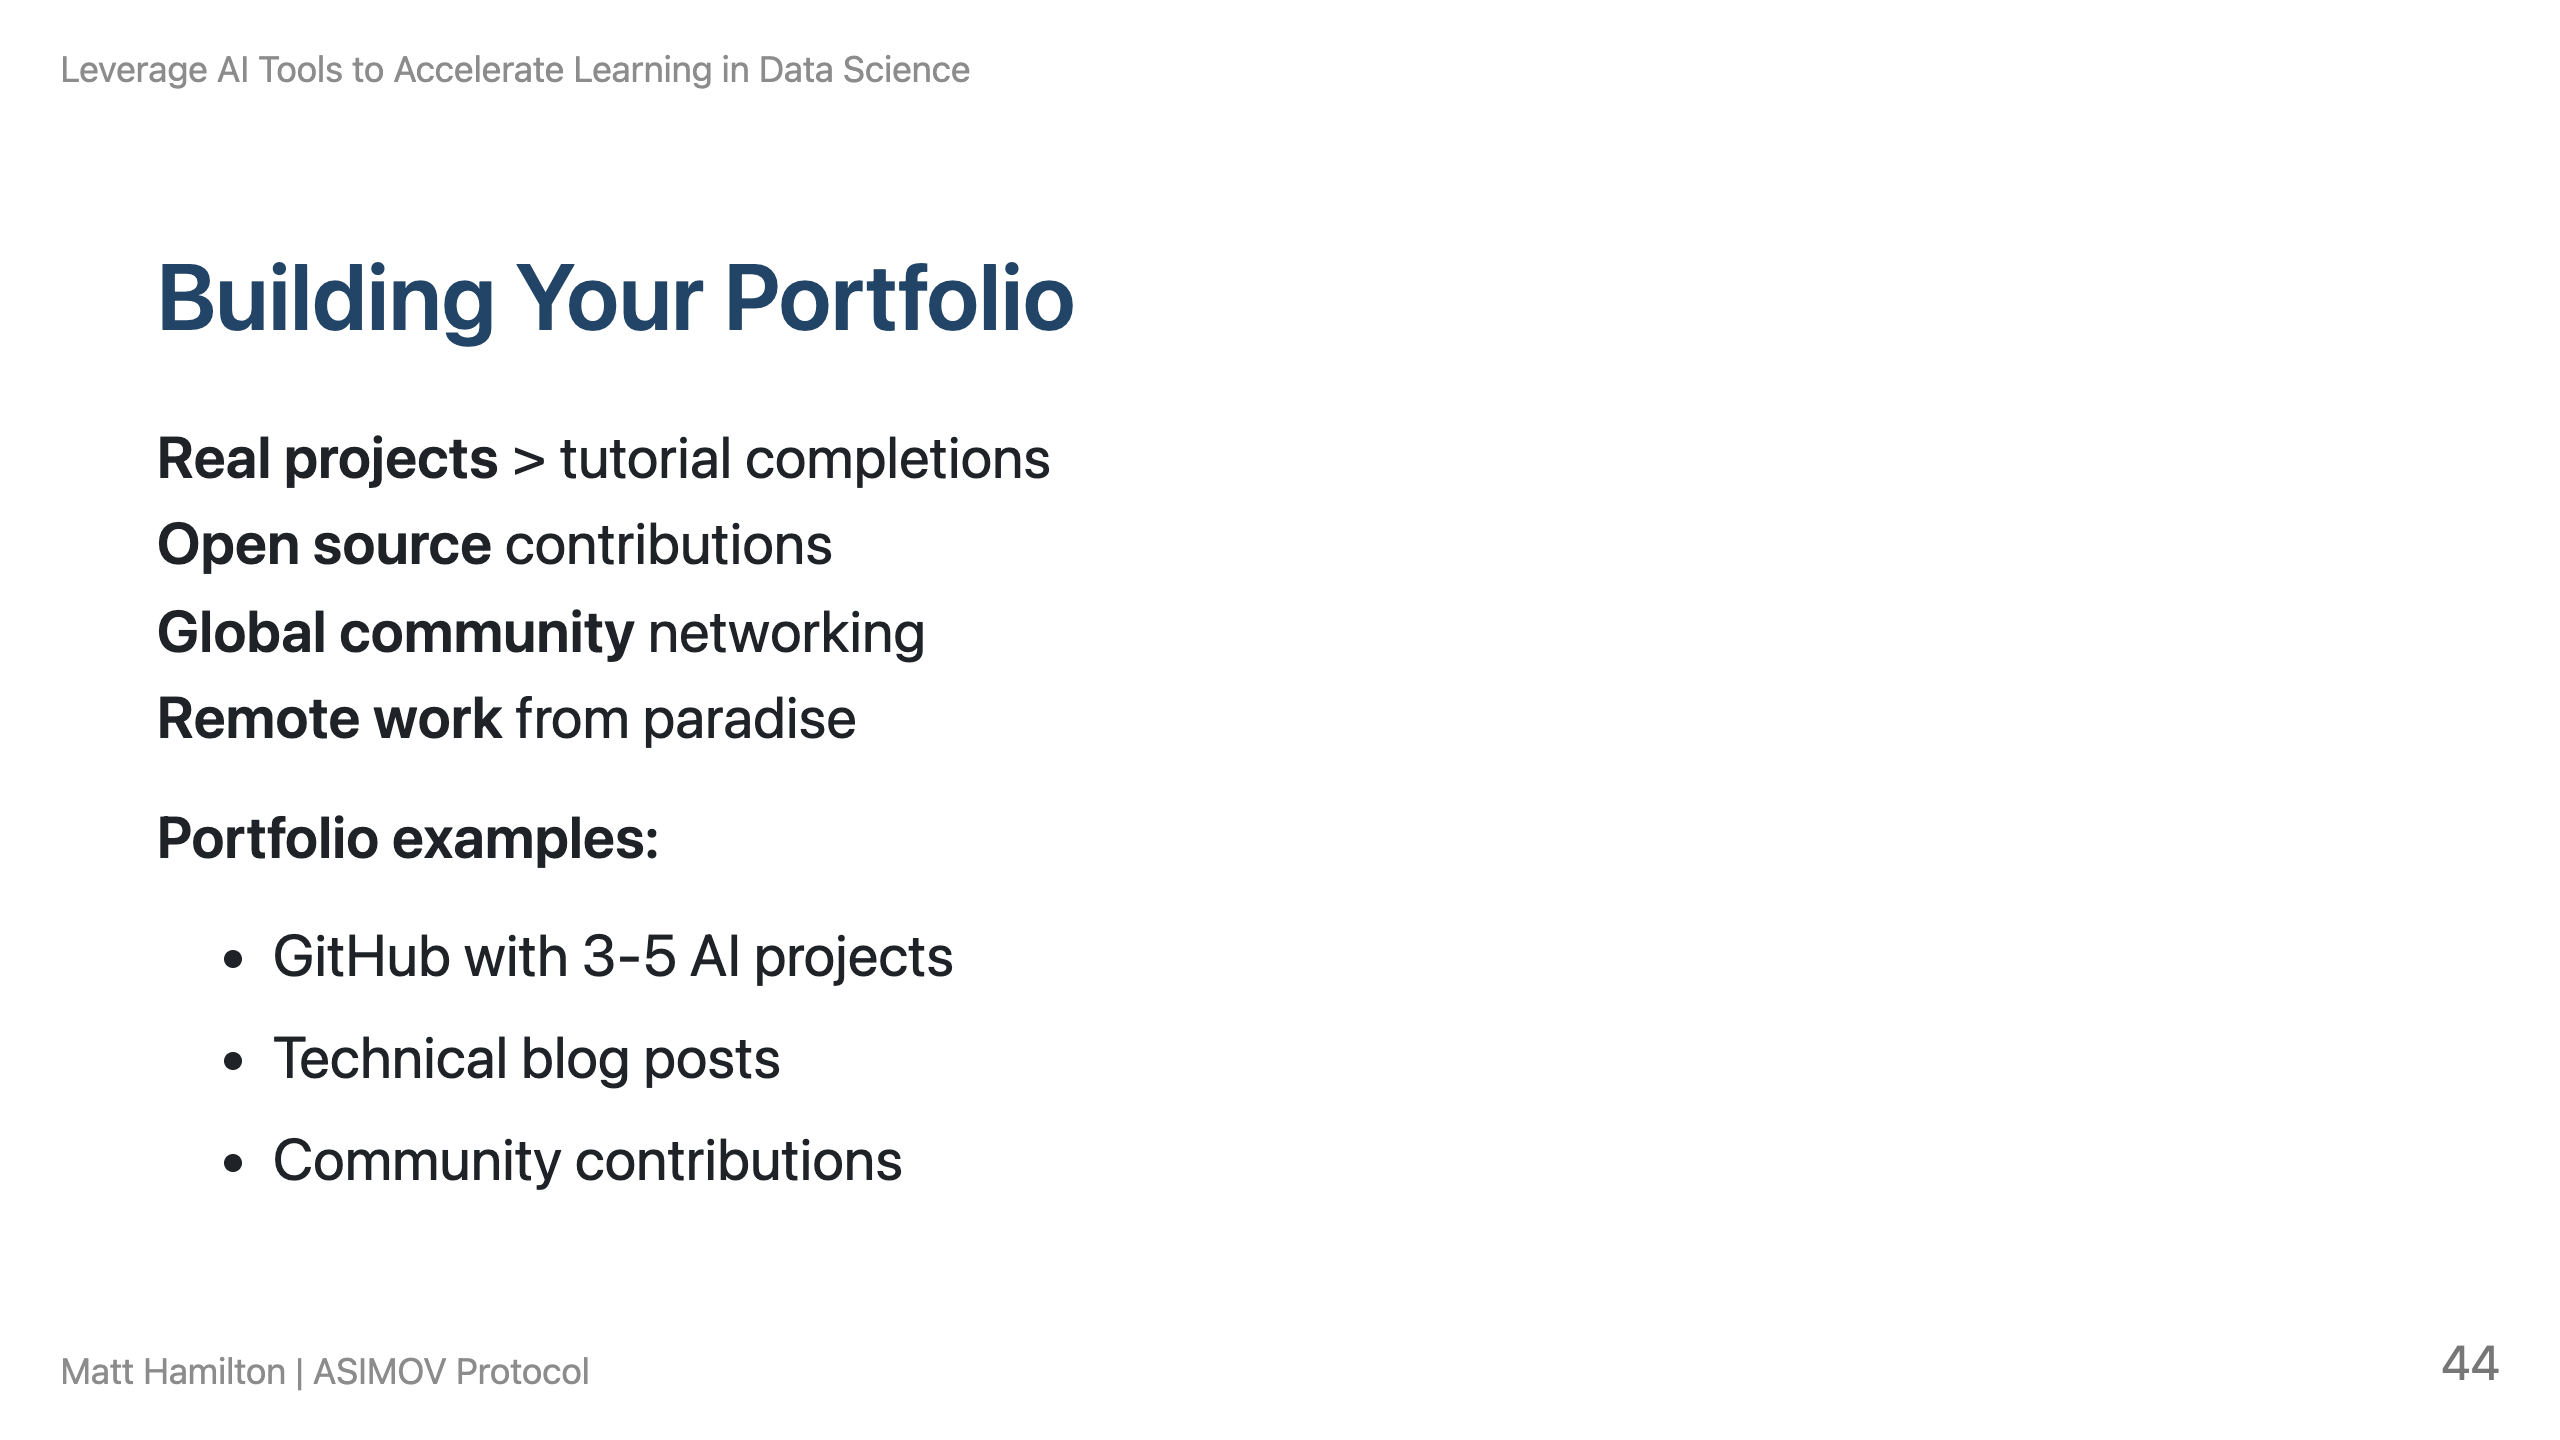 Leverage AI Tools to Accelerate Learning in Data Science
Building Your Portfolio
Real projects > tutorial completions
Open source contributions
Global community networking
Remote work from paradise
Portfolio examples:
• GitHub with 3-5 AI projects
• Technical blog posts
• Community contributions
Matt Hamilton | ASIMOV Protocol
44